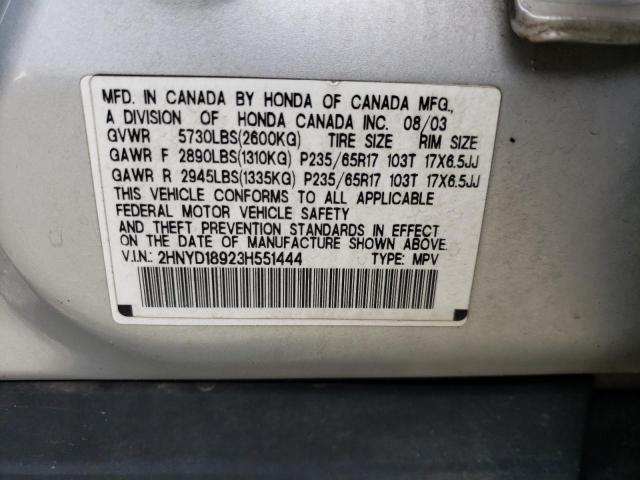 MFD. IN CANADA BY HONDA OF CANADA MFG.,
A DIVISION OF HONDA CANADA INC. 08/03
GVWR 5730LBS(2600KG) TIRE SIZE RIM SIZE
GAWR F 2890LBS(1310KG) P235/65R17 103T 17X6.5JJ
GAWR R 2945LBS(1335KG) P235/65R17 103T 17X6.5JJ
THIS VEHICLE CONFORMS TO ALL APPLICABLE
FEDERAL MOTOR VEHICLE SAFETY
AND THEFT PREVENTION STANDARDS IN EFFECT
ON THE DATE OF MANUFACTURE SHOWN ABOVE.
V.I.N.: 2HNYD18923H551444 TYPE: MPV